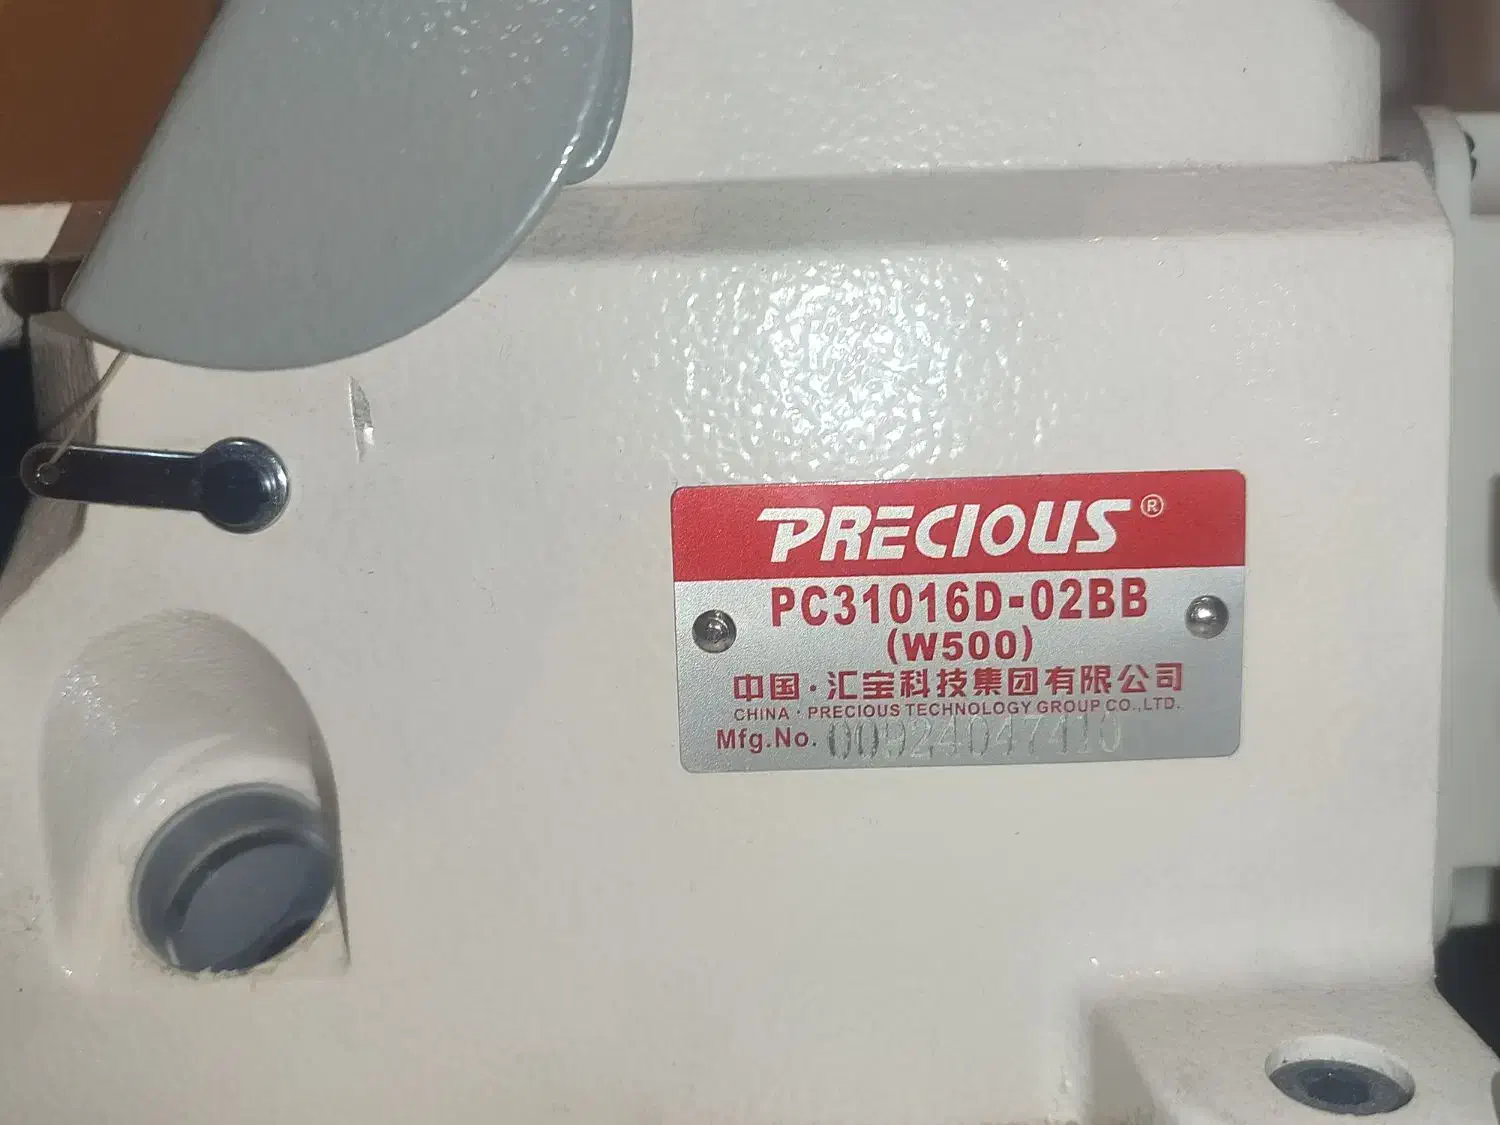 PRECIOUS®
PC31016D-02BB
(W500)
中国·汇宝科技集团有限公司
CHINA · PRECIOUS TECHNOLOGY GROUP CO.,LTD.
Mfg.No. 00924047410